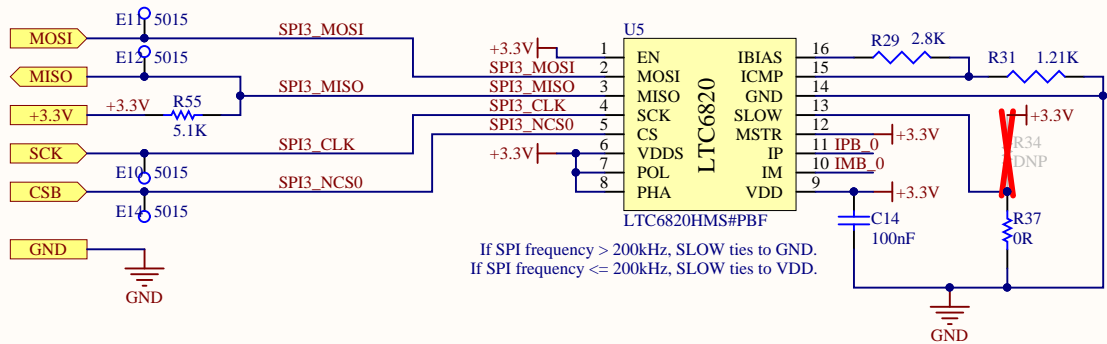 E11 5015
MOSI
SPI3_MOSI
E12 5015
MISO
SPI3_MISO
+3.3V
+3.3V
R55
5.1K
SCK
SPI3_CLK
E10 5015
CSB
SPI3_NCS0
E14 5015
GND
GND
U5
+3.3V 1 EN
SPI3_MOSI 2 MOSI
SPI3_MISO 3 MISO
SPI3_CLK 4 SCK
SPI3_NCS0 5 CS
+3.3V 6 VDDS
7 POL
8 PHA
LTC6820
IBIAS 16
ICMP 15
GND 14
SLOW 13
MSTR 12 +3.3V
IP 11 IPB_0
IM 10 IMB_0
VDD 9 +3.3V
LTC6820HMS#PBF
R29 2.8K
R31 1.21K
+3.3V
R34
DNP
R37
0R
C14
100nF
GND
If SPI frequency > 200kHz, SLOW ties to GND.
If SPI frequency <= 200kHz, SLOW ties to VDD.